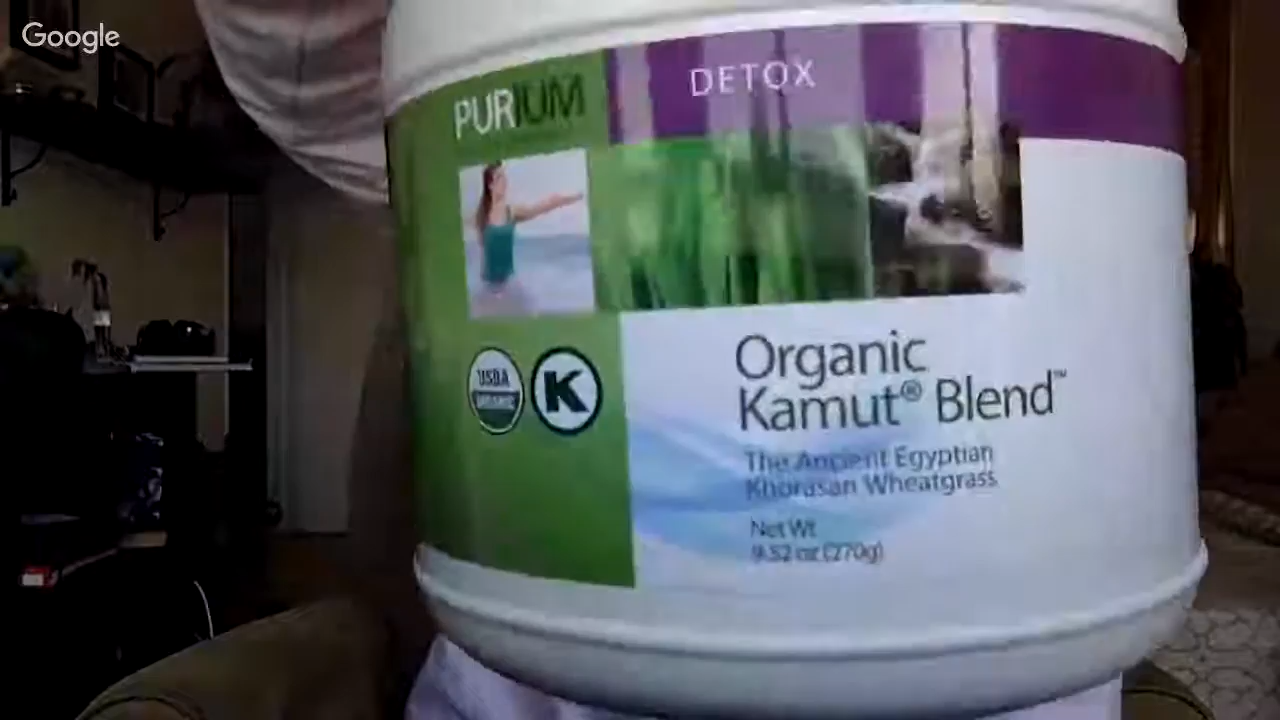 Google
PURIUM
DETOX
USDA
ORGANIC
K
Organic
Kamut® Blend™
The Ancient Egyptian
Khorasan Wheatgrass
Net Wt
9.52 oz (270g)